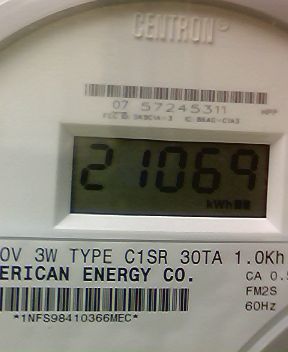 CENTRON
07 57245311
21069
kWh
0V 3W TYPE C1SR 30TA 1.0Kh
ERICAN ENERGY CO.
CA 0.5
FM2S
60Hz
*1NFS98410366MEC*